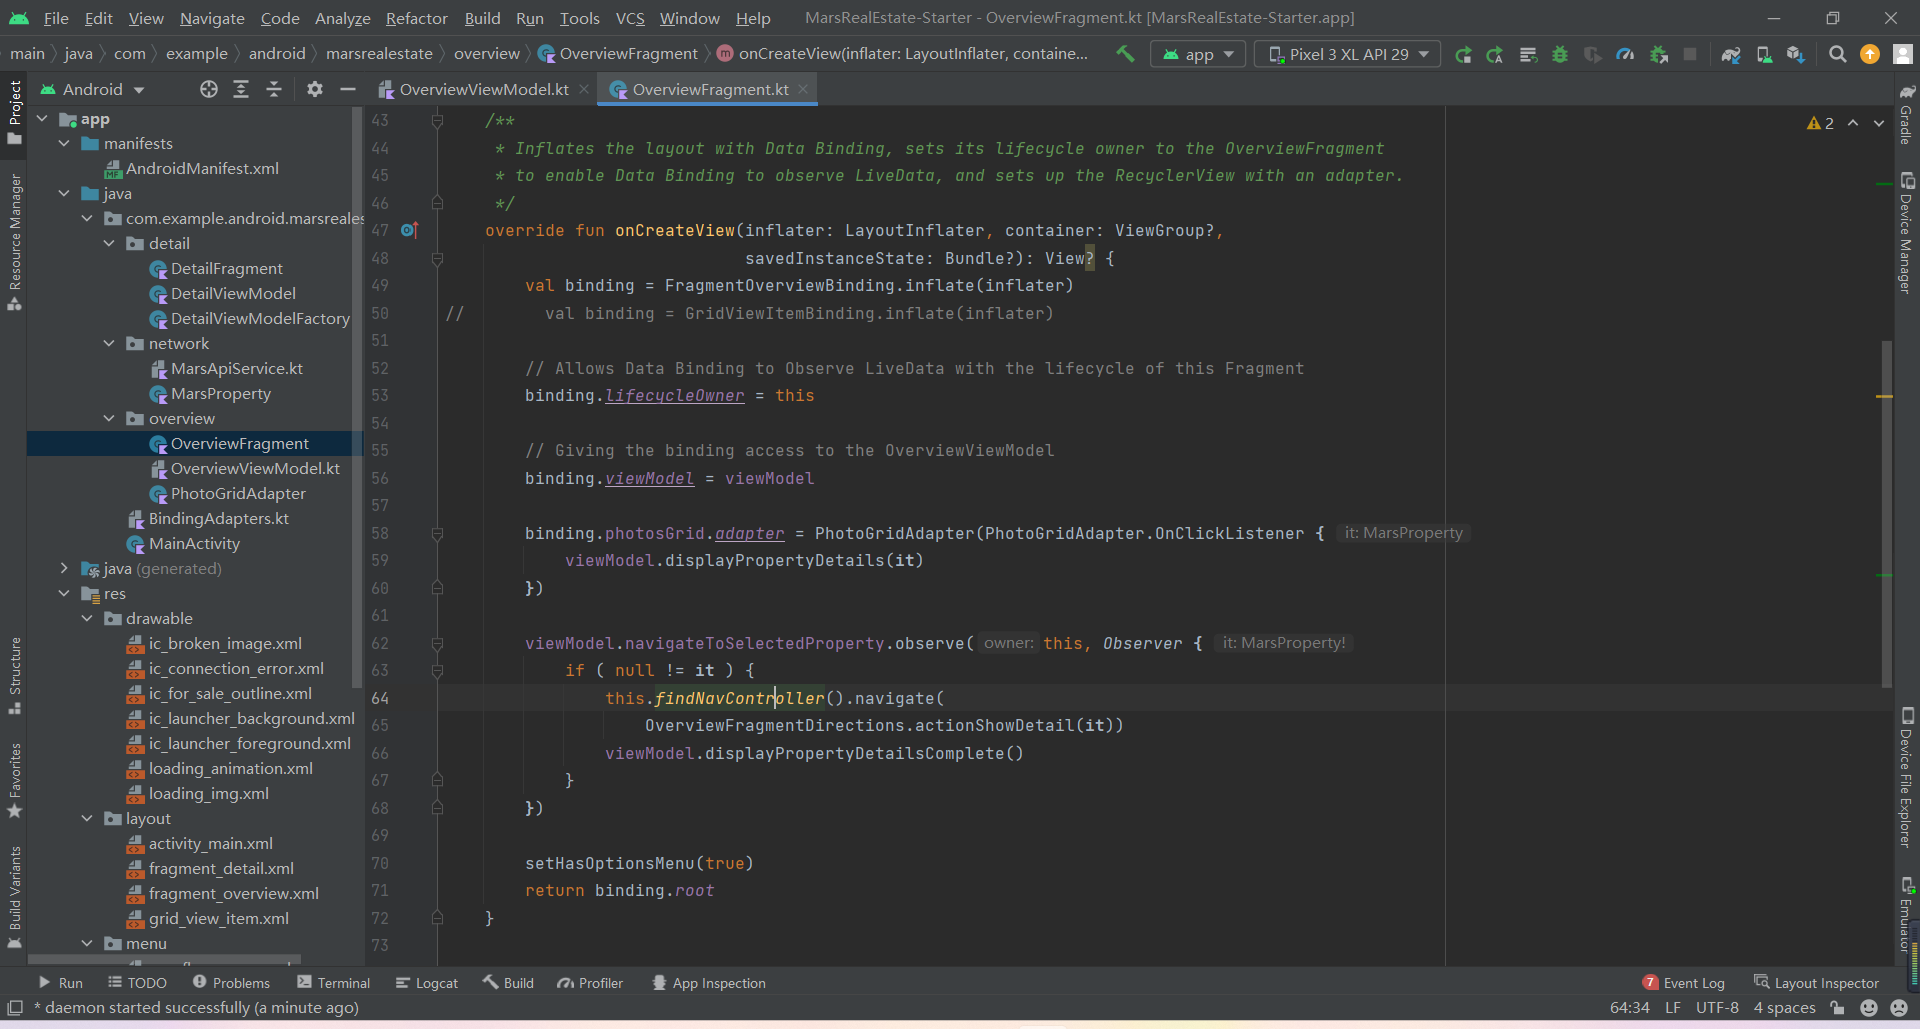 File Edit View Navigate Code Analyze Refactor Build Run Tools VCS Window Help MarsRealEstate-Starter - OverviewFragment.kt [MarsRealEstate-Starter.app]
main java com example android marsrealestate overview OverviewFragment m onCreateView(inflater: LayoutInflater, containe... app Pixel 3 XL API 29
Android OverviewViewModel.kt OverviewFragment.kt
Project
Resource Manager
Structure
Favorites
Build Variants
app
manifests
AndroidManifest.xml
java
com.example.android.marsreales
detail
DetailFragment
DetailViewModel
DetailViewModelFactory
network
MarsApiService.kt
MarsProperty
overview
OverviewFragment
OverviewViewModel.kt
PhotoGridAdapter
BindingAdapters.kt
MainActivity
java (generated)
res
drawable
ic_broken_image.xml
ic_connection_error.xml
ic_for_sale_outline.xml
ic_launcher_background.xml
ic_launcher_foreground.xml
loading_animation.xml
loading_img.xml
layout
activity_main.xml
fragment_detail.xml
fragment_overview.xml
grid_view_item.xml
menu
2
43 /**
44 * Inflates the layout with Data Binding, sets its lifecycle owner to the OverviewFragment
45 * to enable Data Binding to observe LiveData, and sets up the RecyclerView with an adapter.
46 */
47 override fun onCreateView(inflater: LayoutInflater, container: ViewGroup?,
48 savedInstanceState: Bundle?): View? {
49 val binding = FragmentOverviewBinding.inflate(inflater)
50 // val binding = GridViewItemBinding.inflate(inflater)
51
52 // Allows Data Binding to Observe LiveData with the lifecycle of this Fragment
53 binding.lifecycleOwner = this
54
55 // Giving the binding access to the OverviewViewModel
56 binding.viewModel = viewModel
57
58 binding.photosGrid.adapter = PhotoGridAdapter(PhotoGridAdapter.OnClickListener { it: MarsProperty
59 viewModel.displayPropertyDetails(it)
60 })
61
62 viewModel.navigateToSelectedProperty.observe( owner: this, Observer { it: MarsProperty!
63 if ( null != it ) {
64 this.findNavController().navigate(
65 OverviewFragmentDirections.actionShowDetail(it))
66 viewModel.displayPropertyDetailsComplete()
67 }
68 })
69
70 setHasOptionsMenu(true)
71 return binding.root
72 }
73
Gradle
Device Manager
Device File Explorer
Emulator
Run TODO Problems Terminal Logcat Build Profiler App Inspection 7 Event Log Layout Inspector
* daemon started successfully (a minute ago) 64:34 LF UTF-8 4 spaces